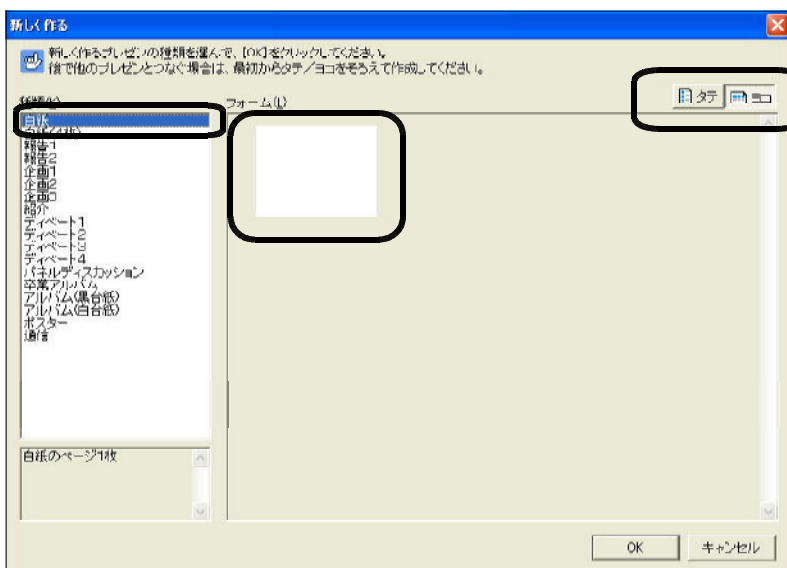 新しく作る
新しく作るプレゼンの種類を選んで、[OK]をクリックしてください。
後で他のプレゼンとつなぐ場合は、最初からタテ／ヨコをそろえて作成してください。
種類(K)
フォーム(L)
タテ
ヨコ
白紙
白紙(4枚)
報告1
報告2
企画1
企画2
企画3
紹介
ディベート1
ディベート2
ディベート3
ディベート4
パネルディスカッション
卒業アルバム
アルバム(黒台紙)
アルバム(白台紙)
ポスター
通信
白紙のページ1枚
OK
キャンセル